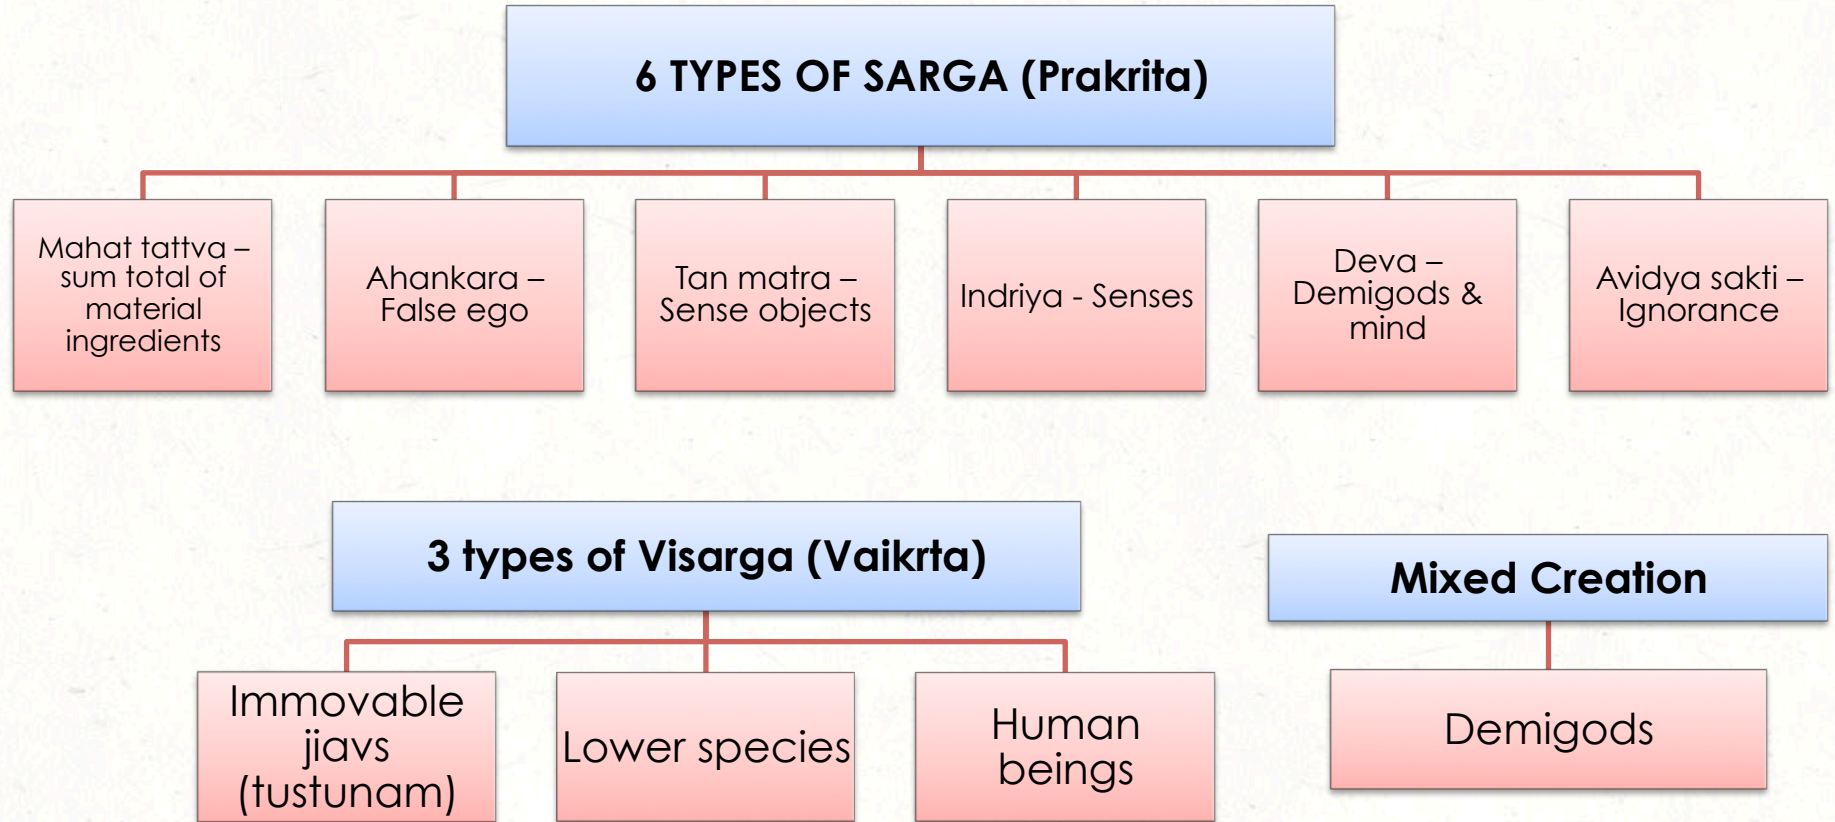 6 TYPES OF SARGA (Prakrita)
Mahat tattva –
sum total of
material
ingredients
Ahankara –
False ego
Tan matra –
Sense objects
Indriya - Senses
Deva –
Demigods &
mind
Avidya sakti –
Ignorance
3 types of Visarga (Vaikrta)
Immovable
jiavs
(tustunam)
Lower species
Human
beings
Mixed Creation
Demigods